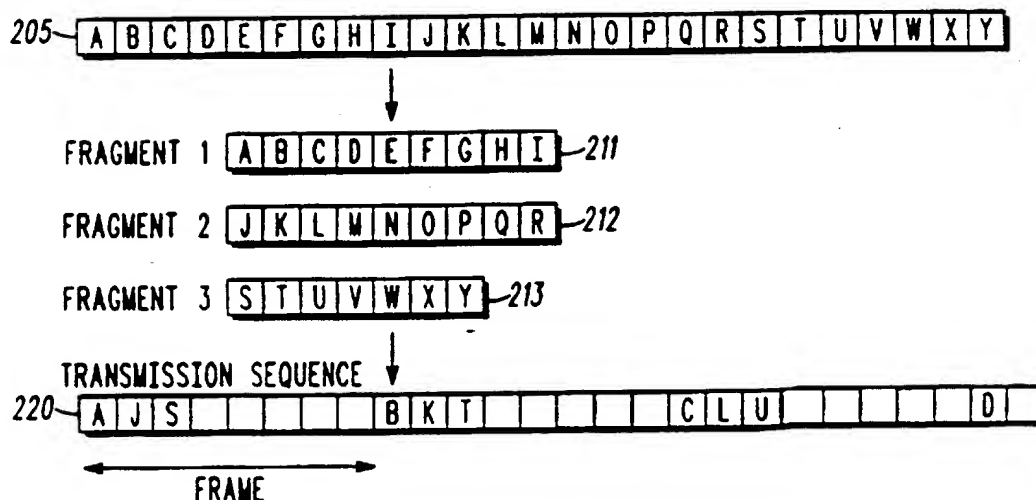 205 A B C D E F G H I J K L M N O P Q R S T U V W X Y
FRAGMENT 1 A B C D E F G H I 211
FRAGMENT 2 J K L M N O P Q R 212
FRAGMENT 3 S T U V W X Y 213
TRANSMISSION SEQUENCE
220 A J S B K T C L U D
FRAME